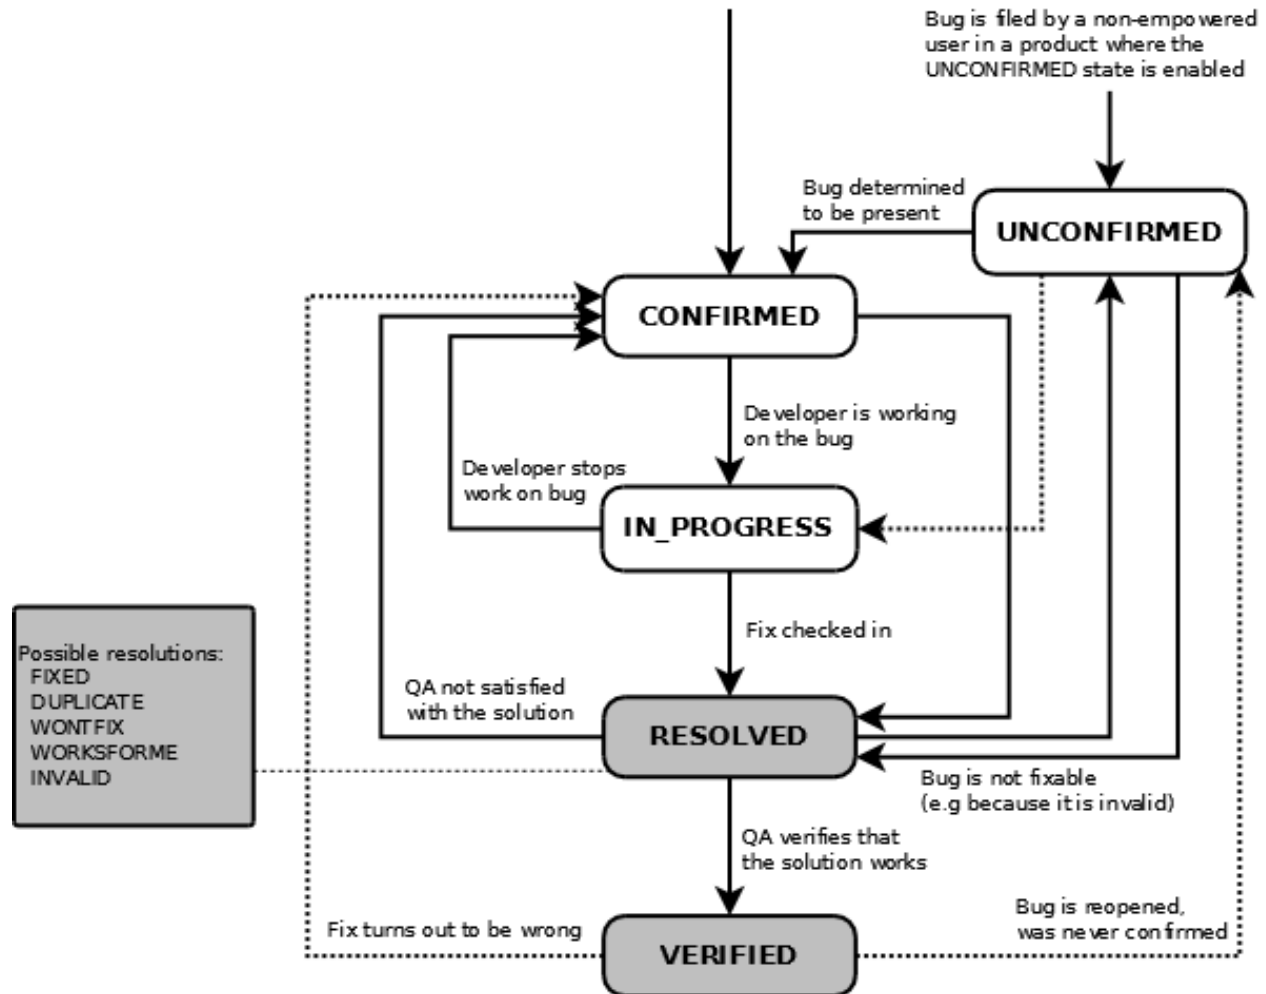 Bug is filed by a non-empowered
user in a product where the
UNCONFIRMED state is enabled
Bug determined
to be present
UNCONFIRMED
CONFIRMED
Developer is working
on the bug
Developer stops
work on bug
IN_PROGRESS
Fix checked in
Possible resolutions:
FIXED
DUPLICATE
WONTFIX
WORKSFORME
INVALID
QA not satisfied
with the solution
RESOLVED
Bug is not fixable
(e.g because it is invalid)
QA verifies that
the solution works
Bug is reopened,
was never confirmed
Fix turns out to be wrong
VERIFIED